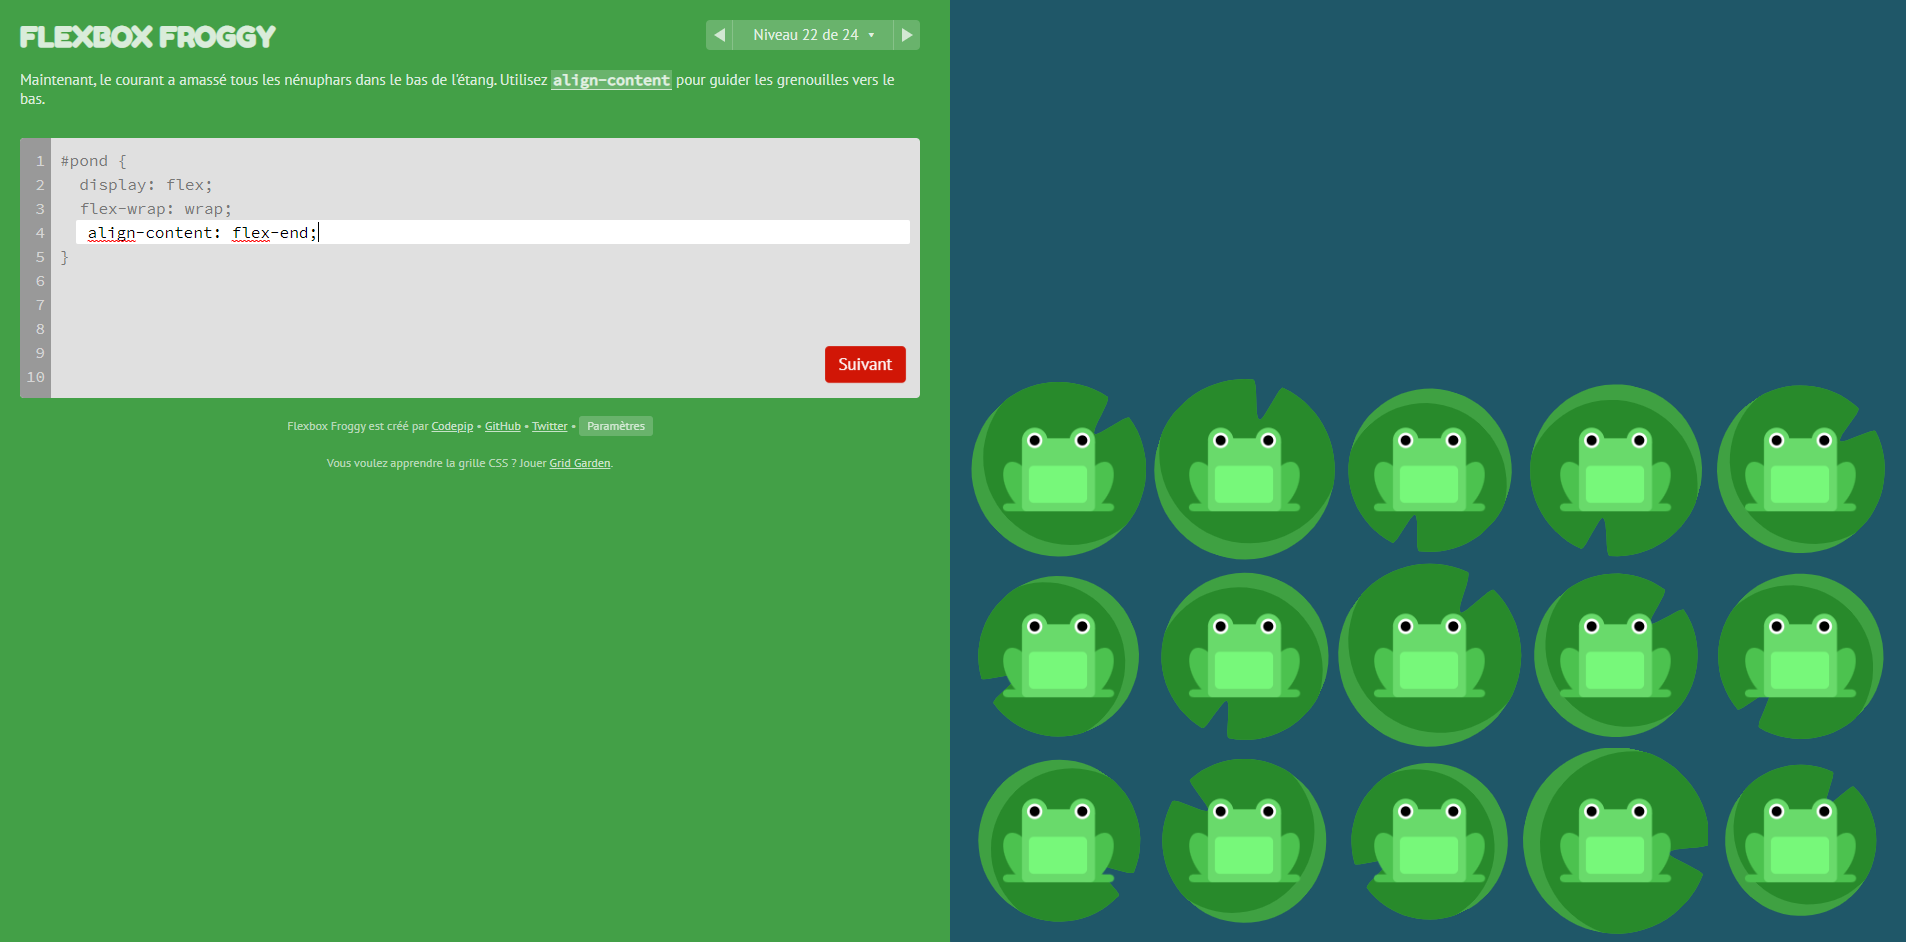 FLEXBOX FROGGY
Niveau 22 de 24
Maintenant, le courant a amassé tous les nénuphars dans le bas de l'étang. Utilisez align-content pour guider les grenouilles vers le
bas.
1 #pond {
2 display: flex;
3 flex-wrap: wrap;
4 align-content: flex-end;
5 }
6
7
8
9
10
Suivant
Flexbox Froggy est créé par Codepip • GitHub • Twitter • Paramètres
Vous voulez apprendre la grille CSS ? Jouer Grid Garden.